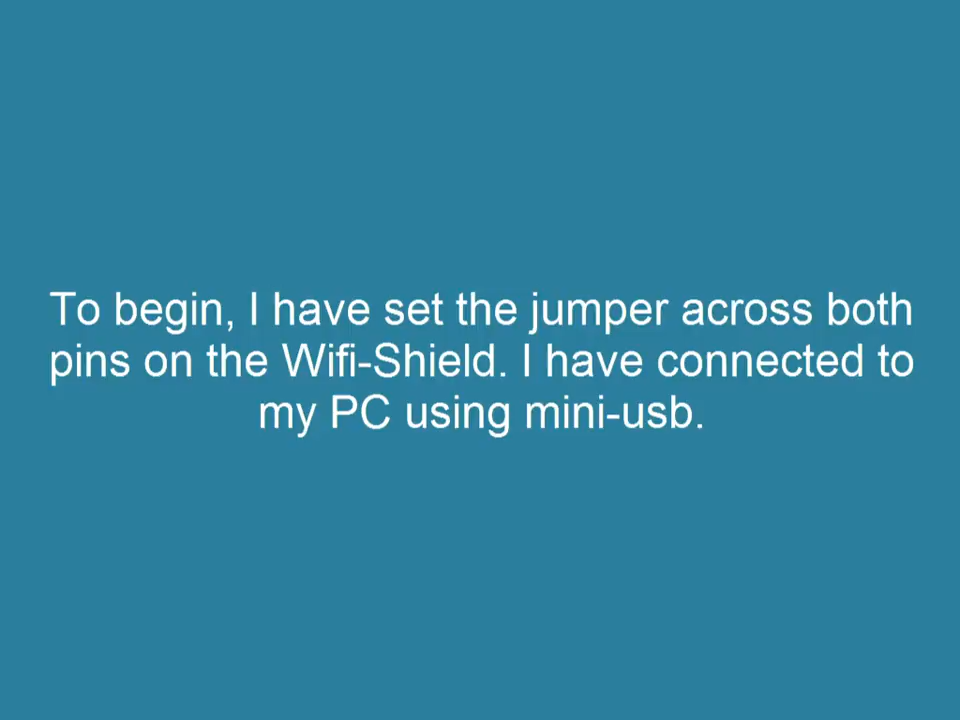 To begin, I have set the jumper across both
pins on the Wifi-Shield. I have connected to
my PC using mini-usb.